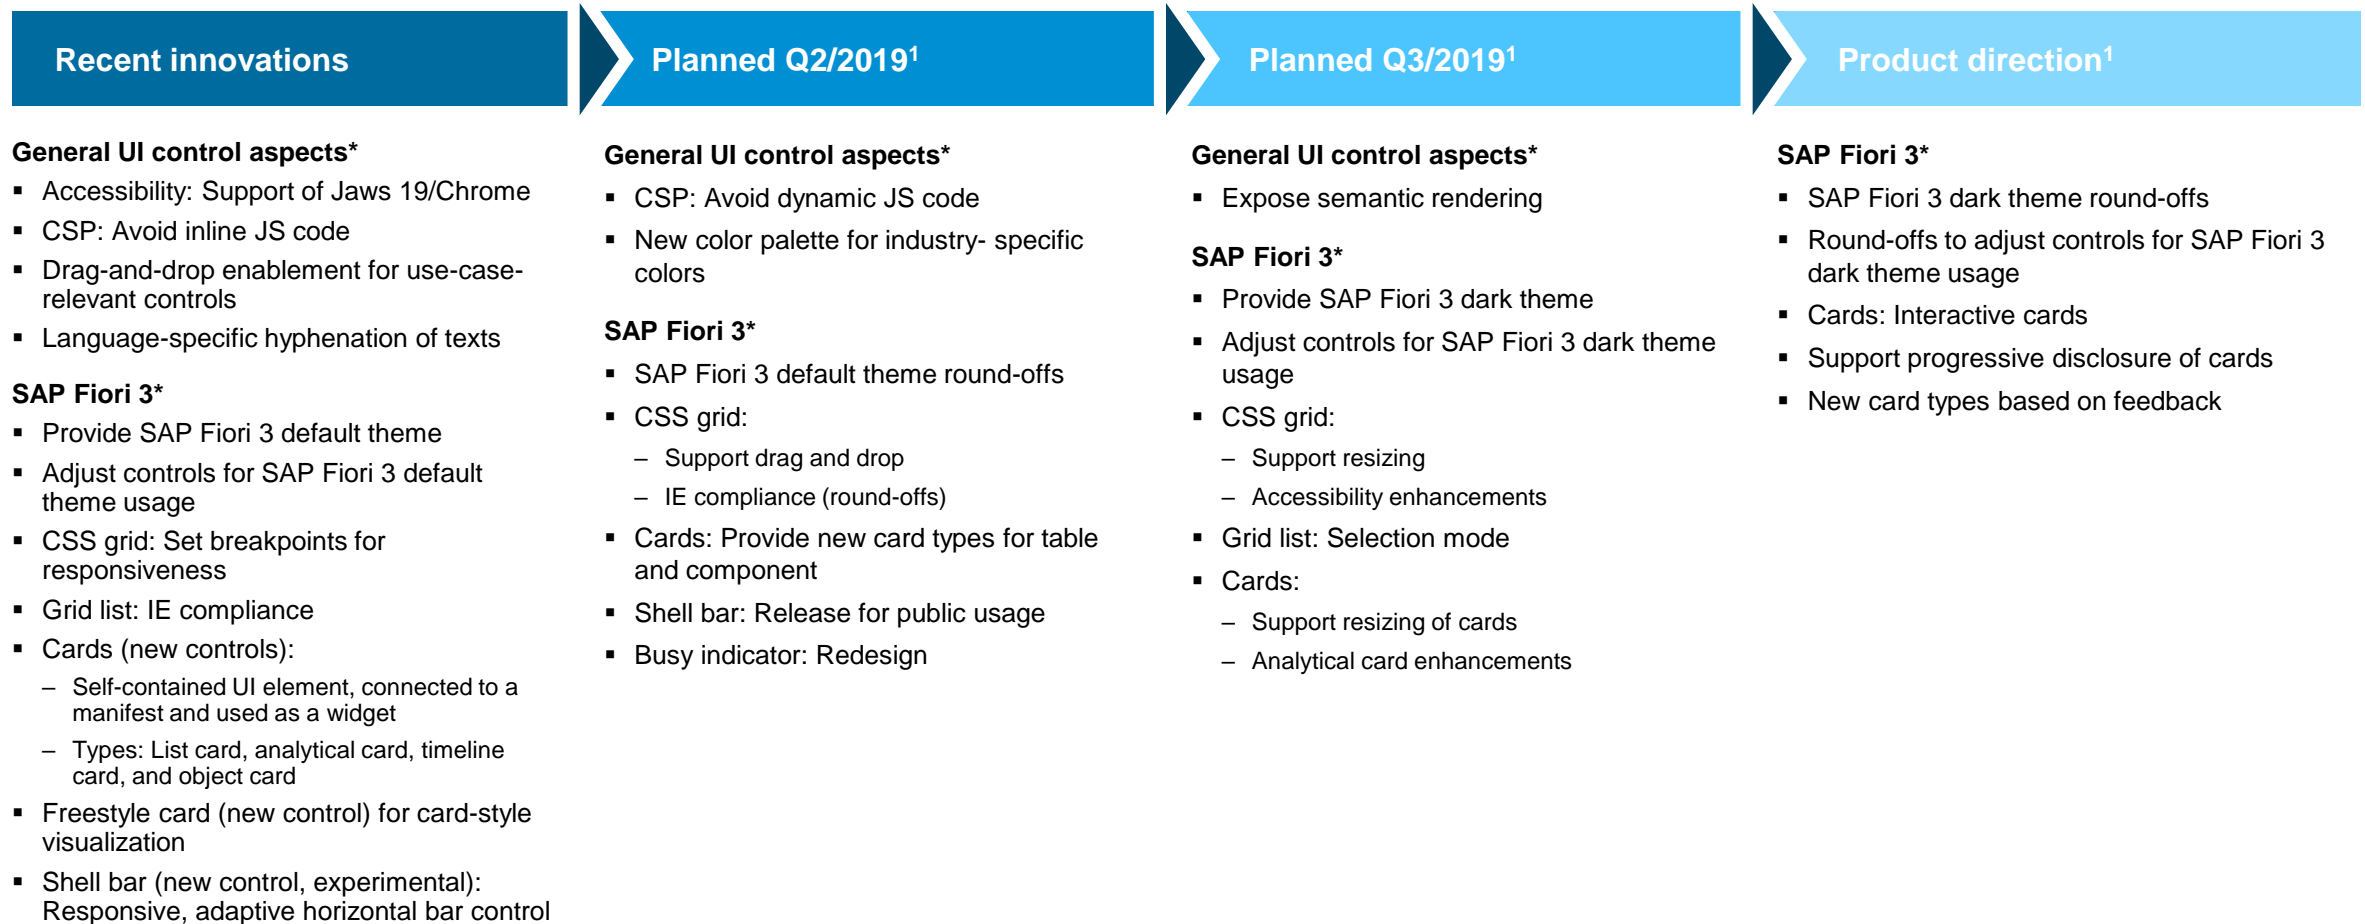 Recent innovations
General UI control aspects*
▪ Accessibility: Support of Jaws 19/Chrome
▪ CSP: Avoid inline JS code
▪ Drag-and-drop enablement for use-case-
relevant controls
▪ Language-specific hyphenation of texts
SAP Fiori 3*
▪ Provide SAP Fiori 3 default theme
▪ Adjust controls for SAP Fiori 3 default
theme usage
▪ CSS grid: Set breakpoints for
responsiveness
▪ Grid list: IE compliance
▪ Cards (new controls):
– Self-contained UI element, connected to a
manifest and used as a widget
– Types: List card, analytical card, timeline
card, and object card
▪ Freestyle card (new control) for card-style
visualization
▪ Shell bar (new control, experimental):
Responsive, adaptive horizontal bar control
Planned Q2/2019¹
General UI control aspects*
▪ CSP: Avoid dynamic JS code
▪ New color palette for industry- specific
colors
SAP Fiori 3*
▪ SAP Fiori 3 default theme round-offs
▪ CSS grid:
– Support drag and drop
– IE compliance (round-offs)
▪ Cards: Provide new card types for table
and component
▪ Shell bar: Release for public usage
▪ Busy indicator: Redesign
Planned Q3/2019¹
General UI control aspects*
▪ Expose semantic rendering
SAP Fiori 3*
▪ Provide SAP Fiori 3 dark theme
▪ Adjust controls for SAP Fiori 3 dark theme
usage
▪ CSS grid:
– Support resizing
– Accessibility enhancements
▪ Grid list: Selection mode
▪ Cards:
– Support resizing of cards
– Analytical card enhancements
Product direction¹
SAP Fiori 3*
▪ SAP Fiori 3 dark theme round-offs
▪ Round-offs to adjust controls for SAP Fiori 3
dark theme usage
▪ Cards: Interactive cards
▪ Support progressive disclosure of cards
▪ New card types based on feedback